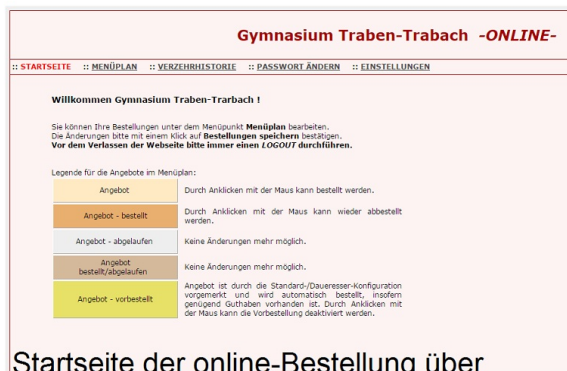 Gymnasium Traben-Trabach -ONLINE-
:: STARTSEITE :: MENÜPLAN :: VERZEHRHISTORIE :: PASSWORT ÄNDERN :: EINSTELLUNGEN
Willkommen Gymnasium Traben-Trarbach !
Sie können Ihre Bestellungen unter dem Menüpunkt Menüplan bearbeiten.
Die Änderungen bitte mit einem Klick auf Bestellungen speichern bestätigen.
Vor dem Verlassen der Webseite bitte immer einen LOGOUT durchführen.
Legende für die Angebote im Menüplan:
Angebot
Durch Anklicken mit der Maus kann bestellt werden.
Angebot - bestellt
Durch Anklicken mit der Maus kann wieder abbestellt
werden.
Angebot - abgelaufen
Keine Änderungen mehr möglich.
Angebot
bestellt/abgelaufen
Keine Änderungen mehr möglich.
Angebot - vorbestellt
Angebot ist durch die Standard-/Daueresser-Konfiguration
vorgemerkt und wird automatisch bestellt, insofern
genügend Guthaben vorhanden ist. Durch Anklicken mit
der Maus kann die Vorbestellung deaktiviert werden.
Startseite der online-Bestellung über